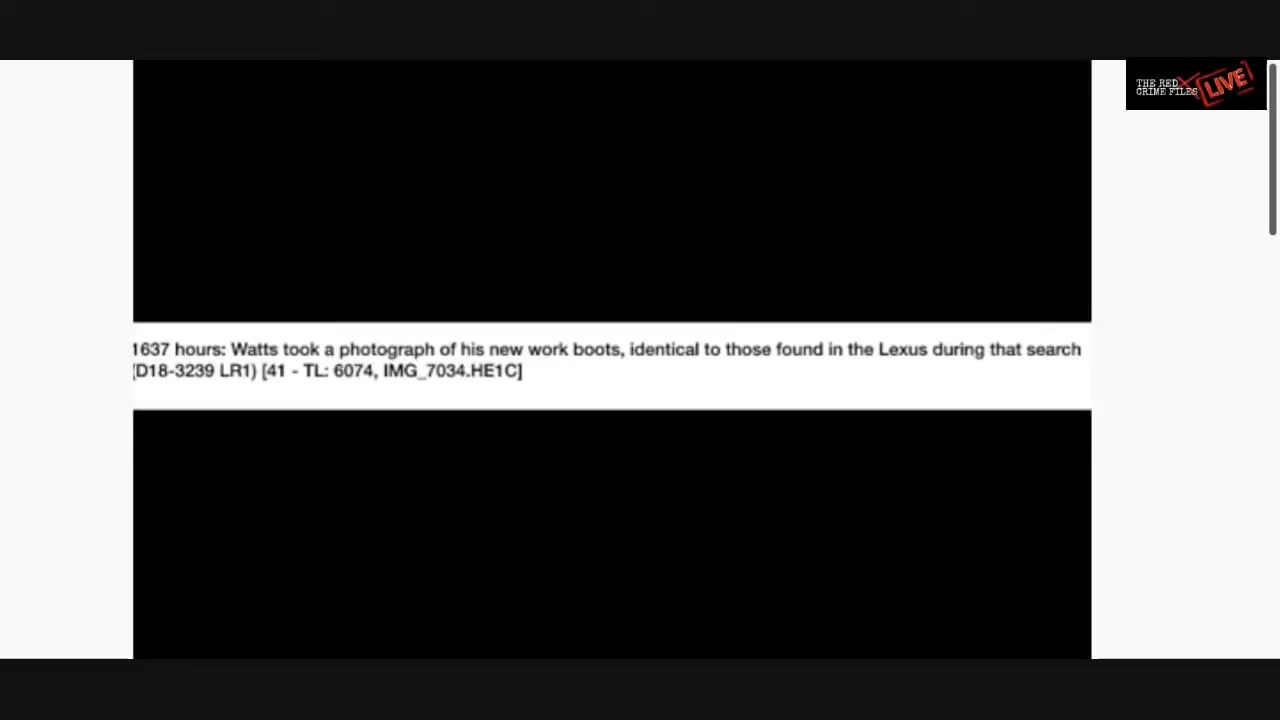 THE RED
CRIME FILES
LIVE
1637 hours: Watts took a photograph of his new work boots, identical to those found in the Lexus during that search
(D18-3239 LR1) [41 - TL: 6074, IMG_7034.HE1C]